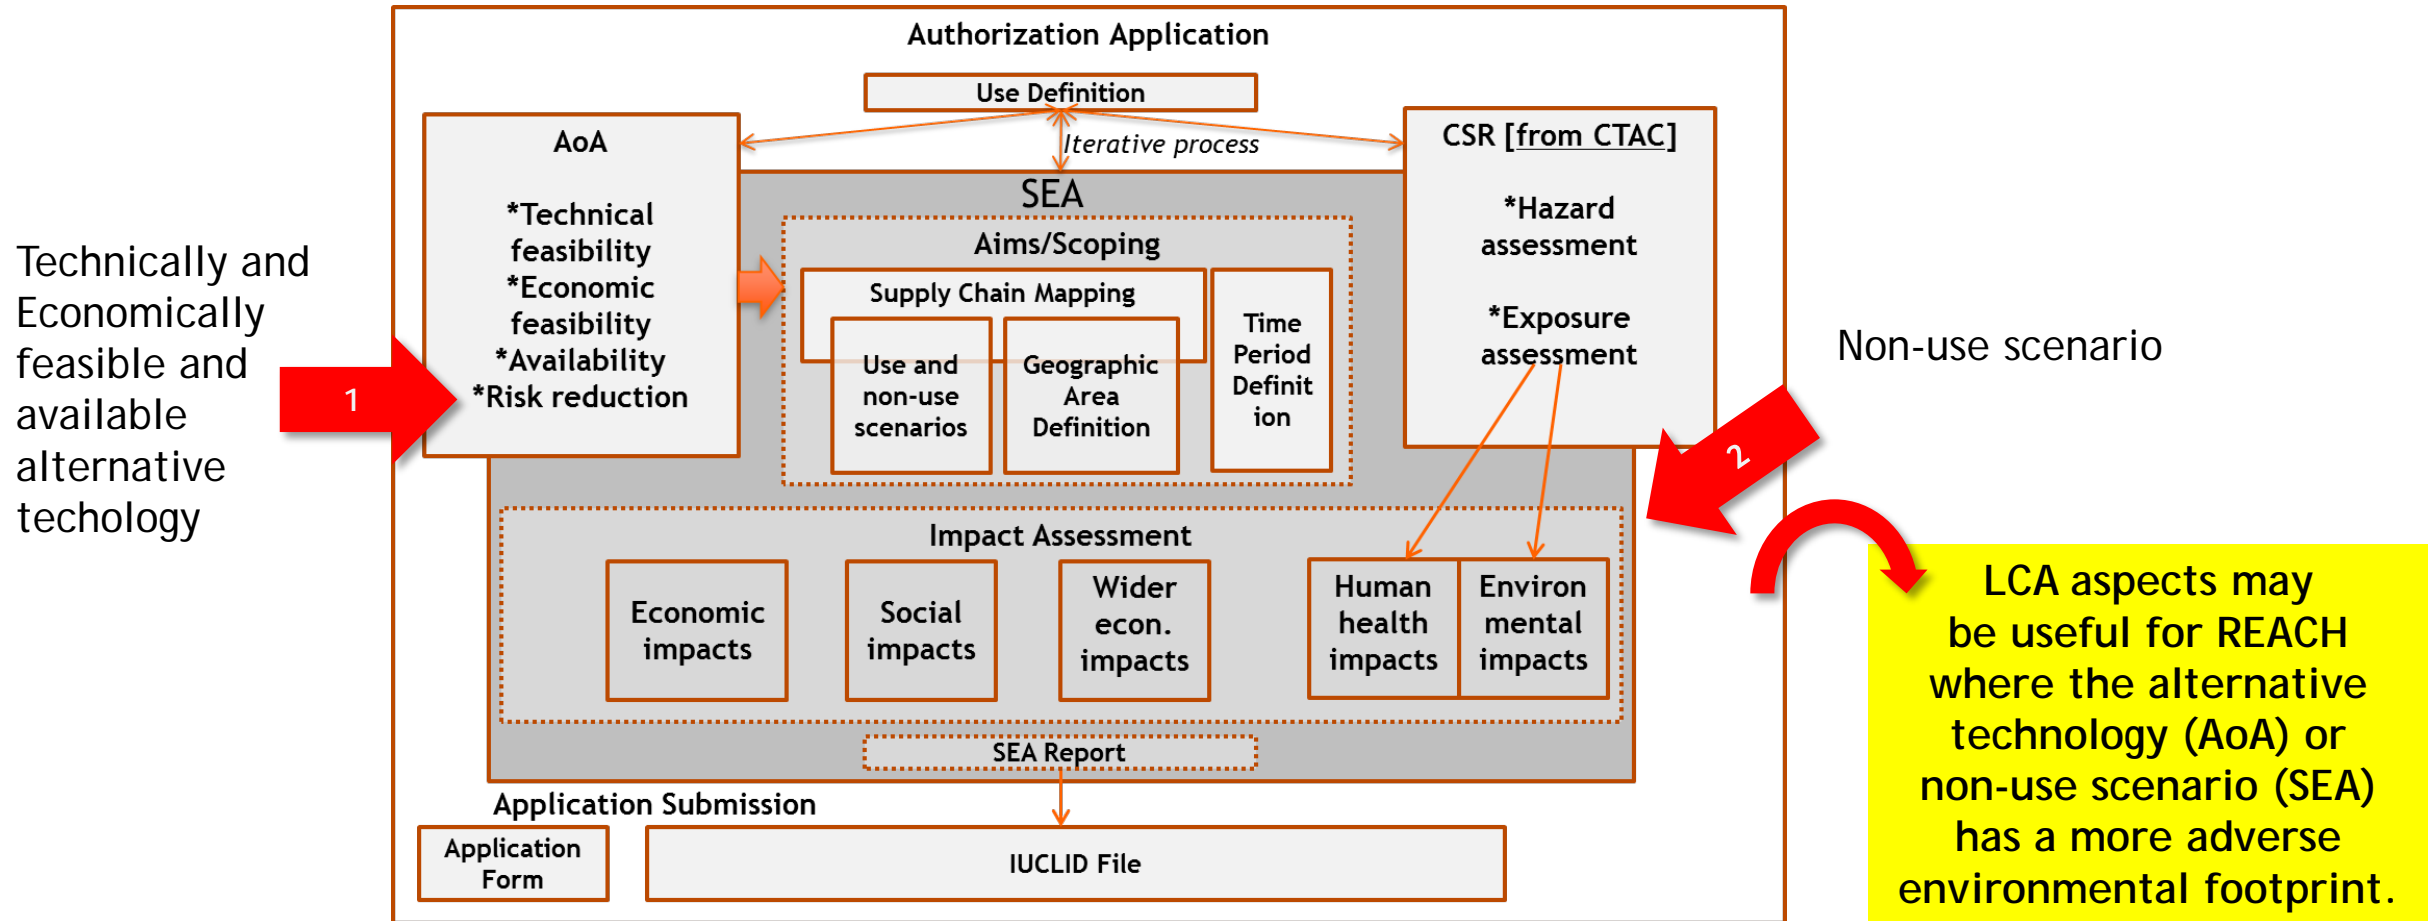 Authorization Application
Use Definition
Iterative process
AoA
*Technical
feasibility
*Economic
feasibility
*Availability
*Risk reduction
CSR [from CTAC]
*Hazard
assessment
*Exposure
assessment
Technically and
Economically
feasible and
available
alternative
techology
1
SEA
Aims/Scoping
Supply Chain Mapping
Use and
non-use
scenarios
Geographic
Area
Definition
Time
Period
Definit
ion
Non-use scenario
2
Impact Assessment
Economic
impacts
Social
impacts
Wider
econ.
impacts
Human
health
impacts
Environ
mental
impacts
SEA Report
Application Submission
Application
Form
IUCLID File
LCA aspects may
be useful for REACH
where the alternative
technology (AoA) or
non-use scenario (SEA)
has a more adverse
environmental footprint.